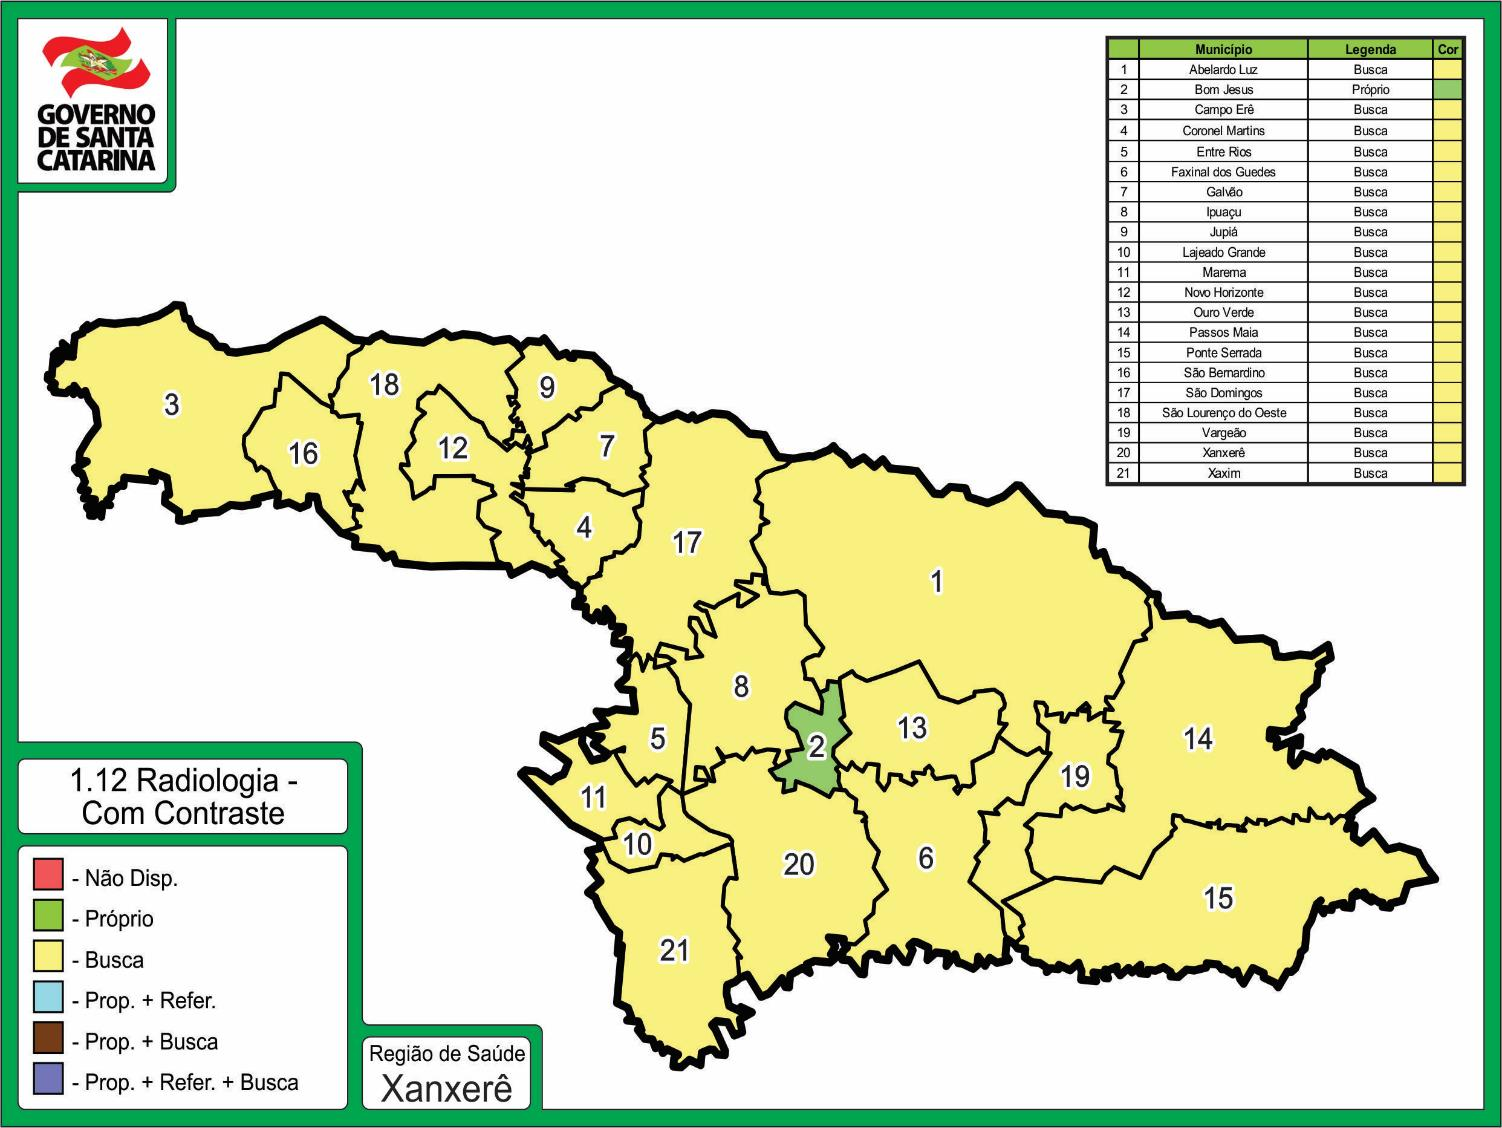 GOVERNO
DE SANTA
CATARINA
Município Legenda Cor
1 Abelardo Luz Busca
2 Bom Jesus Próprio
3 Campo Erê Busca
4 Coronel Martins Busca
5 Entre Rios Busca
6 Faxinal dos Guedes Busca
7 Galvão Busca
8 Ipuaçu Busca
9 Jupiá Busca
10 Lajeado Grande Busca
11 Marema Busca
12 Novo Horizonte Busca
13 Ouro Verde Busca
14 Passos Maia Busca
15 Ponte Serrada Busca
16 São Bernardino Busca
17 São Domingos Busca
18 São Lourenço do Oeste Busca
19 Vargeão Busca
20 Xanxerê Busca
21 Xaxim Busca
3
18
9
16
12
7
4
17
1
8
5
2
13
14
19
11
10
20
6
15
21
1.12 Radiologia -
Com Contraste
- Não Disp.
- Próprio
- Busca
- Prop. + Refer.
- Prop. + Busca
- Prop. + Refer. + Busca
Região de Saúde
Xanxerê